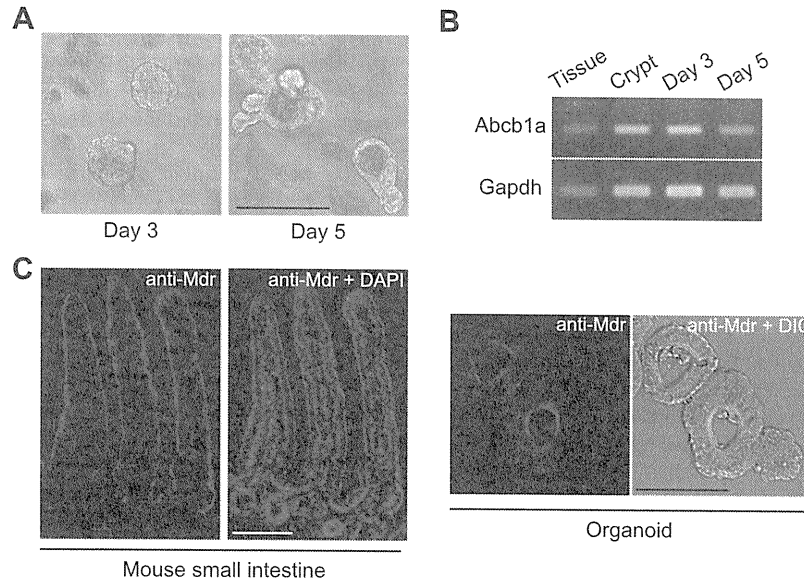 A
Day 3
Day 5
B
Tissue
Crypt
Day 3
Day 5
Abcb1a
Gapdh
C
anti-Mdr
anti-Mdr + DAPI
Mouse small intestine
anti-Mdr
anti-Mdr + DIC
Organoid